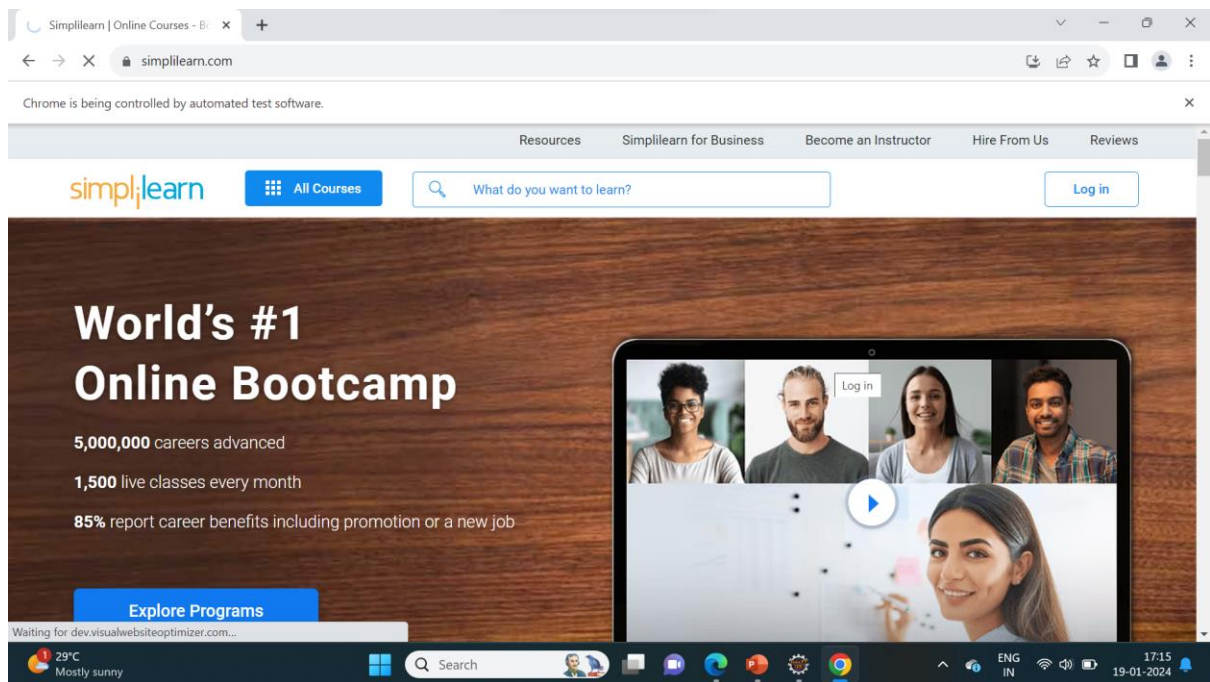 Simplilearn | Online Courses - Bo
simplilearn.com
Chrome is being controlled by automated test software.
Resources Simplilearn for Business Become an Instructor Hire From Us Reviews
simplilearn All Courses What do you want to learn? Log in
World's #1
Online Bootcamp
Log in
5,000,000 careers advanced
1,500 live classes every month
85% report career benefits including promotion or a new job
Explore Programs
Waiting for dev.visualwebsiteoptimizer.com...
1 29°C
Mostly sunny
Search
ENG
IN
17:15
19-01-2024